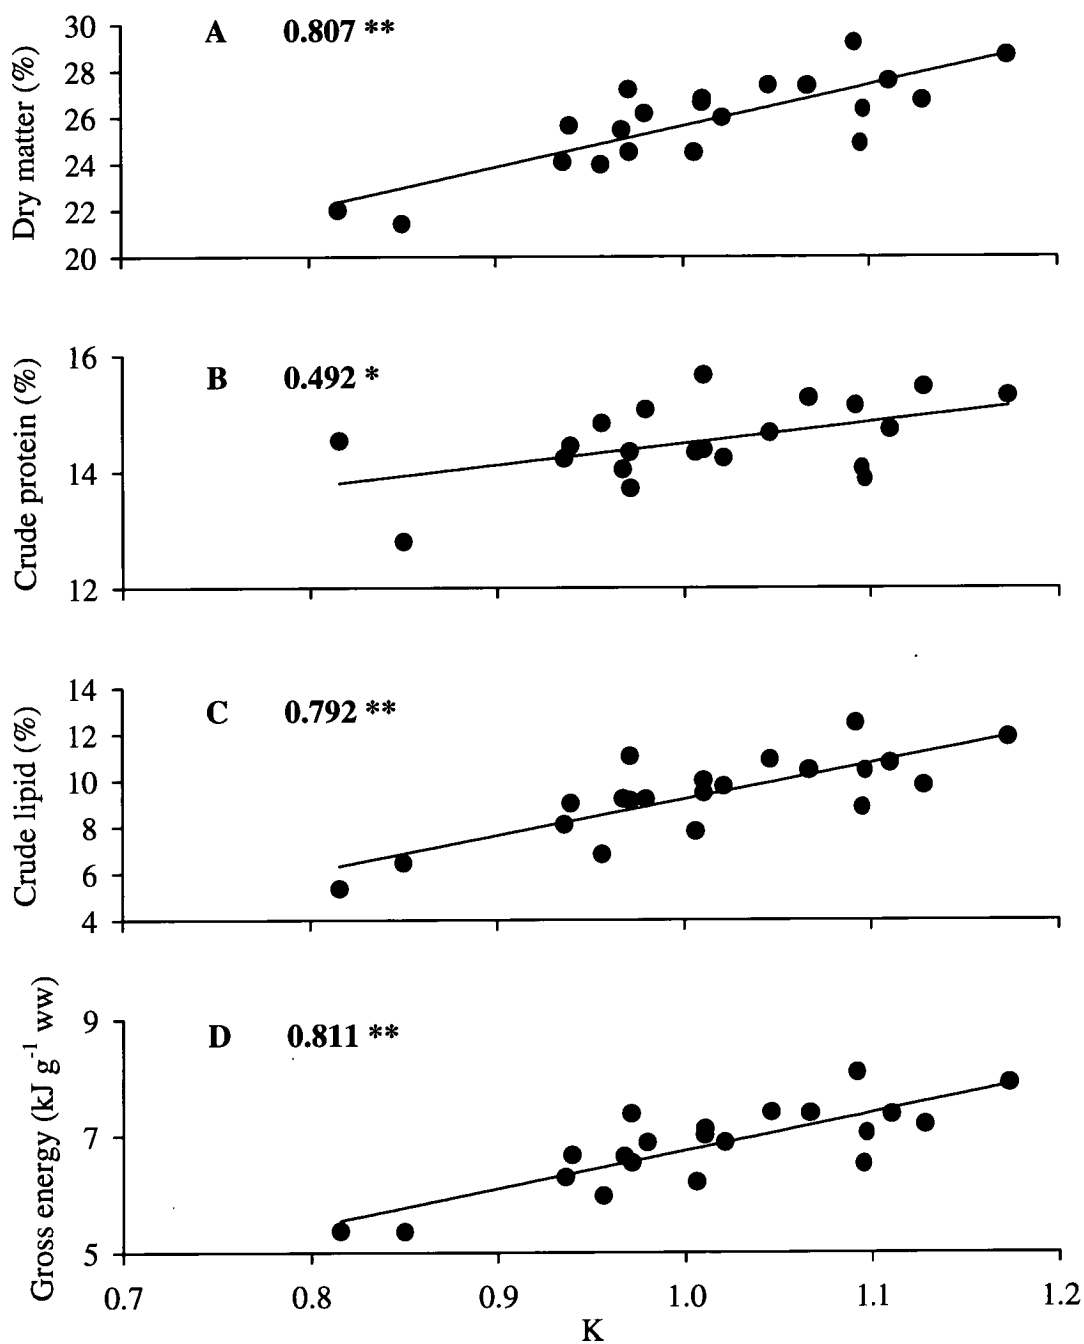 A 0.807 **
Dry matter (%)
30
28
26
24
22
20
B 0.492 *
Crude protein (%)
16
14
12
C 0.792 **
Crude lipid (%)
14
12
10
8
6
4
D 0.811 **
Gross energy (kJ g⁻¹ ww)
9
7
5
0.7 0.8 0.9 1.0 1.1 1.2
K